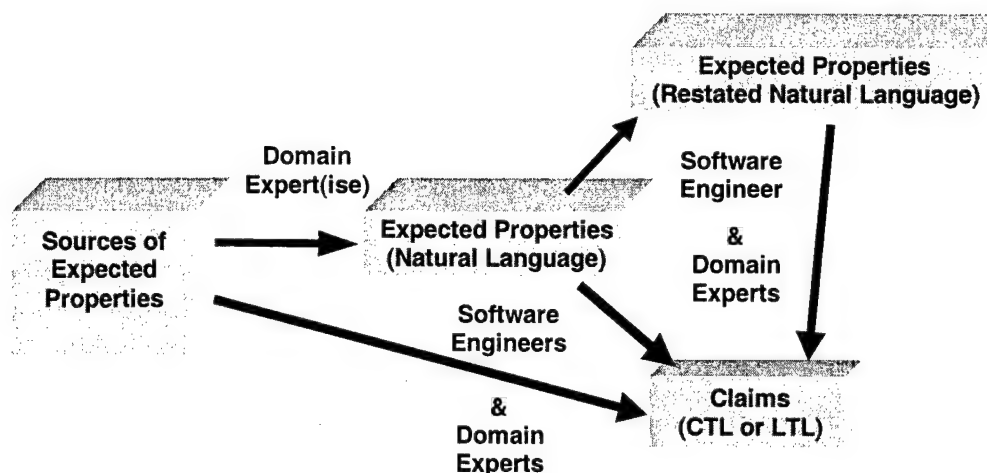 Expected Properties
(Restated Natural Language)
Domain
Expert(ise)
Software
Engineer
&
Domain
Experts
Sources of
Expected
Properties
Expected Properties
(Natural Language)
Software
Engineers
&
Domain
Experts
Claims
(CTL or LTL)